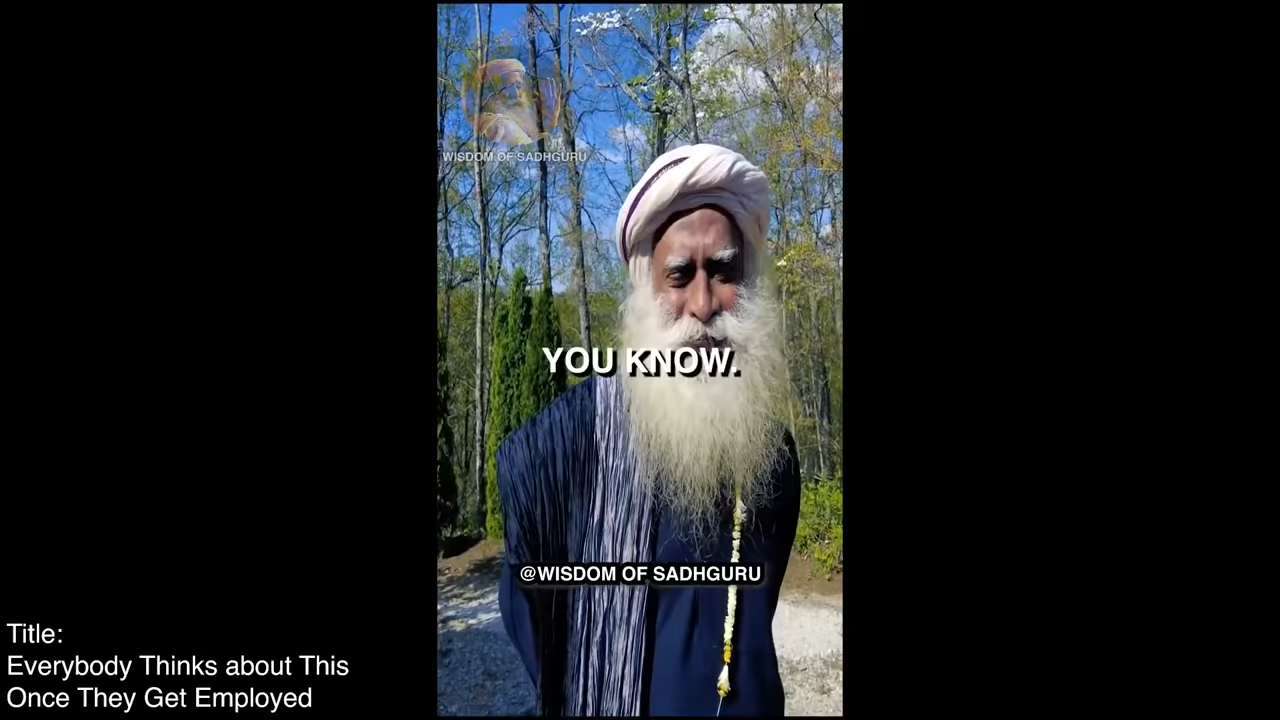 WISDOM OF SADHGURU
YOU KNOW.
@WISDOM OF SADHGURU
Title:
Everybody Thinks about This
Once They Get Employed